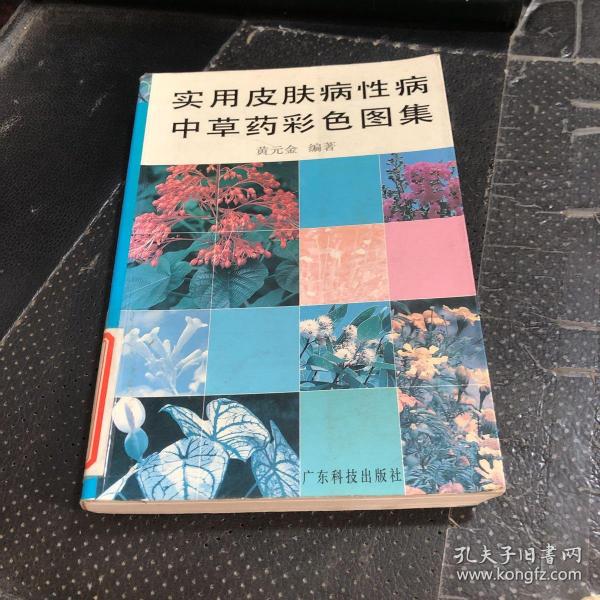 实用皮肤病性病
中草药彩色图集
黄元金 编著
广东科技出版社
孔夫子旧书网
www.kongfz.com